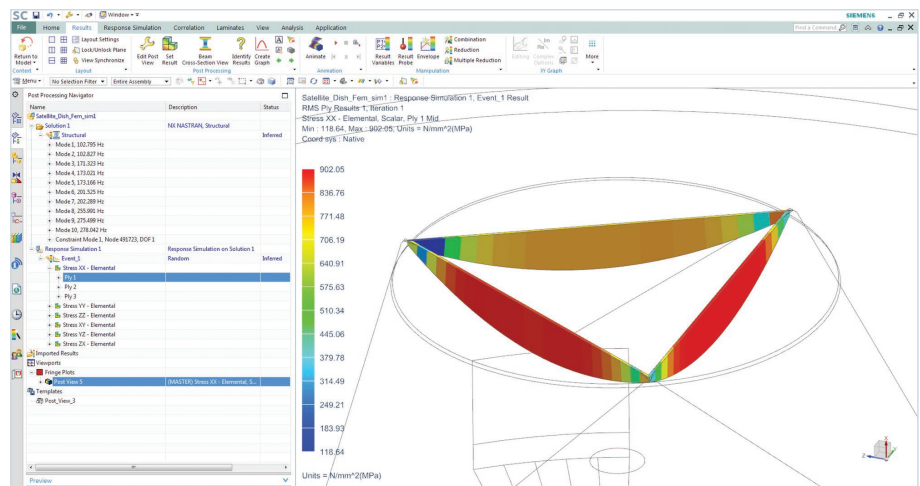 SC Window SIEMENS
File Home Results Response Simulation Correlation Laminates View Analysis Application Find a Command
Return to Model
Layout Settings
Lock/Unlock Plane
View Synchronize
Edit Post View
Set Result
Beam Cross-Section View
Identify Results
Create Graph
Animate
Result Variables
Result Probe
Envelope
Combination
Reduction
Multiple Reduction
Editing
Complex Options
More
Content Layout Post Processing Animation Manipulation XY Graph
Menu No Selection Filter Entire Assembly
Post Processing Navigator
Name Description Status
Satellite_Dish_Fem_sim1
Solution 1 NX NASTRAN, Structural
Structural Inferred
Mode 1, 102.795 Hz
Mode 2, 102.827 Hz
Mode 3, 171.323 Hz
Mode 4, 173.021 Hz
Mode 5, 173.166 Hz
Mode 6, 201.525 Hz
Mode 7, 202.289 Hz
Mode 8, 255.991 Hz
Mode 9, 275.499 Hz
Mode 10, 278.042 Hz
Constraint Mode 1, Node 491723, DOF 1
Response Simulation 1 Response Simulation on Solution 1
Event_1 Random Inferred
Stress XX - Elemental
Ply 1
Ply 2
Ply 3
Stress YY - Elemental
Stress ZZ - Elemental
Stress XY - Elemental
Stress YZ - Elemental
Stress ZX - Elemental
Imported Results
Viewports
Fringe Plots
Post View 5 (MASTER) Stress XX - Elemental, S...
Templates
Post_View_3
Preview
Satellite_Dish_Fem_sim1 : Response Simulation 1, Event_1 Result
RMS Ply Results 1, Iteration 1
Stress XX - Elemental, Scalar, Ply 1 Mid
Min : 118.64, Max : 902.05, Units = N/mm^2(MPa)
Coord sys : Native
902.05
836.76
771.48
706.19
640.91
575.63
510.34
445.06
379.78
314.49
249.21
183.93
118.64
Units = N/mm^2(MPa)
X
Y
Z